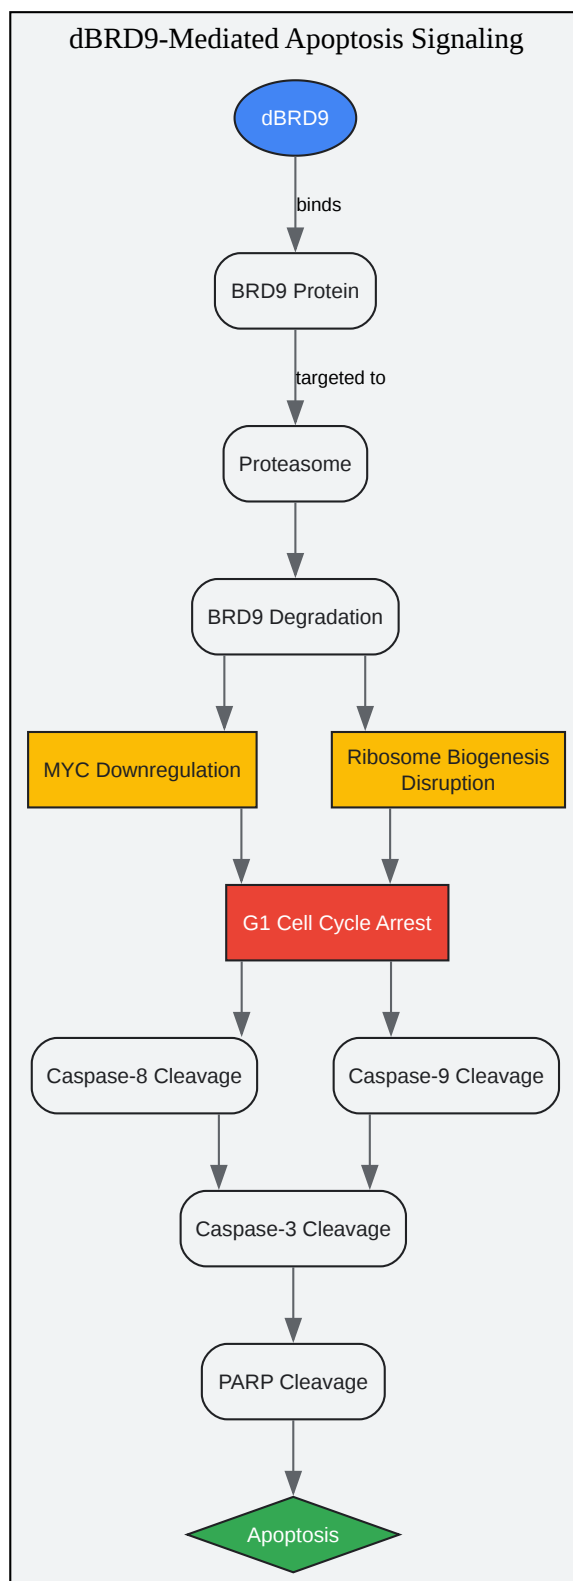 dBRD9-Mediated Apoptosis Signaling
dBRD9
binds
BRD9 Protein
targeted to
Proteasome
BRD9 Degradation
MYC Downregulation
Ribosome Biogenesis
Disruption
G1 Cell Cycle Arrest
Caspase-8 Cleavage
Caspase-9 Cleavage
Caspase-3 Cleavage
PARP Cleavage
Apoptosis